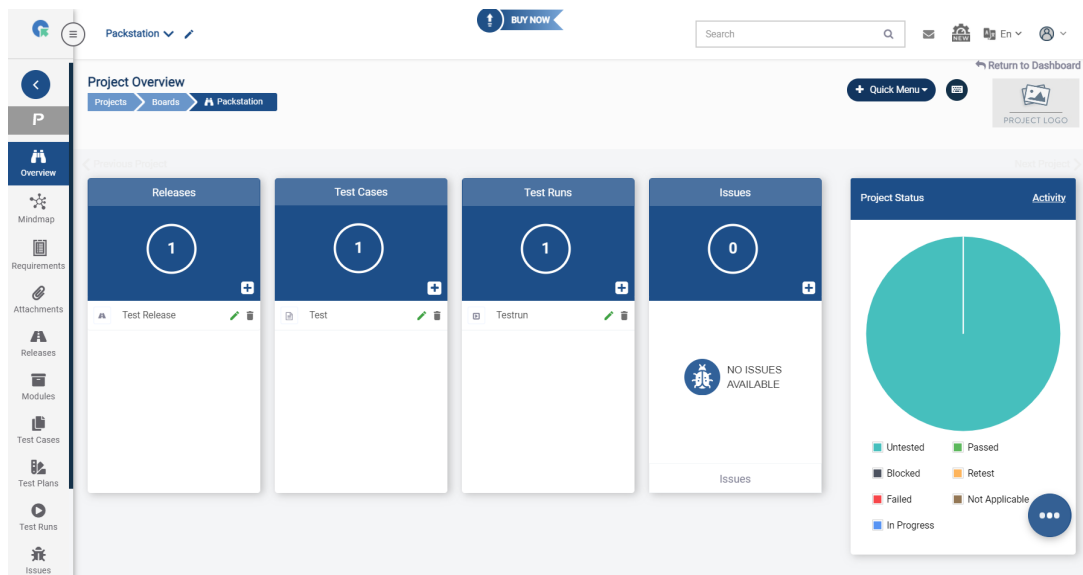 Packstation
BUY NOW
Search
NEW
En
Return to Dashboard
Project Overview
Projects
Boards
Packstation
+ Quick Menu
PROJECT LOGO
P
Overview
Mindmap
Requirements
Attachments
Releases
Modules
Test Cases
Test Plans
Test Runs
Issues
Previous Project
Next Project
Releases
1
Test Release
Test Cases
1
Test
Test Runs
1
Testrun
Issues
0
NO ISSUES
AVAILABLE
Issues
Project Status
Activity
Untested
Passed
Blocked
Retest
Failed
Not Applicable
In Progress